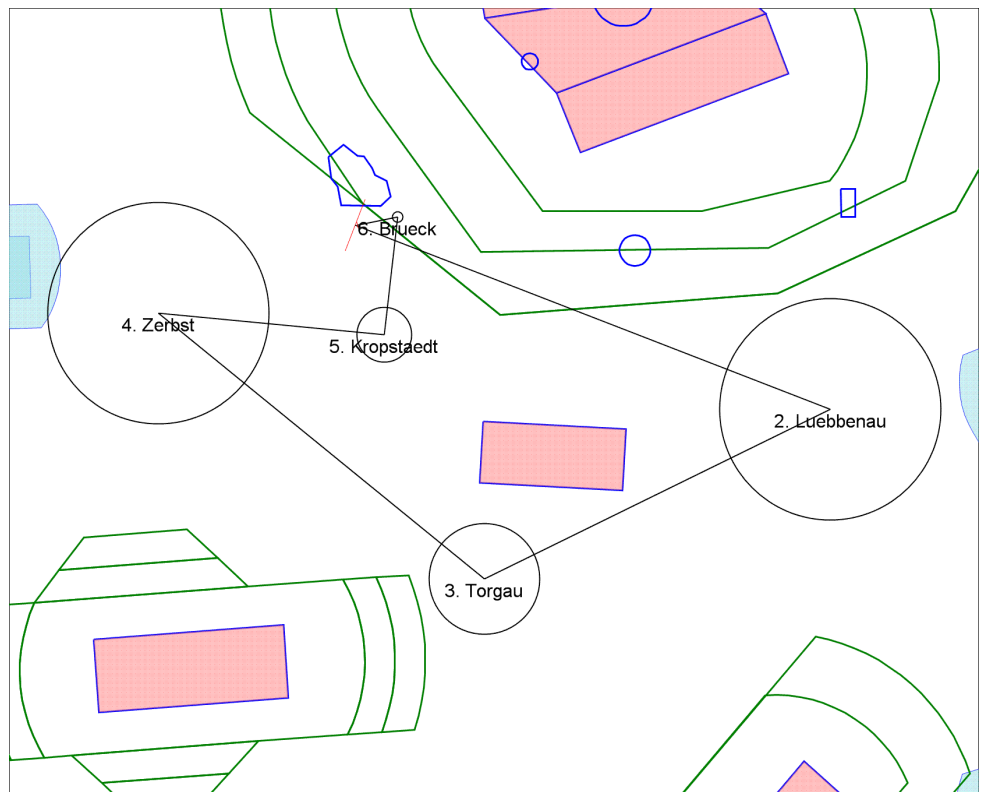 6. Brueck
4. Zerbst
5. Kropstaedt
2. Luebbenau
3. Torgau